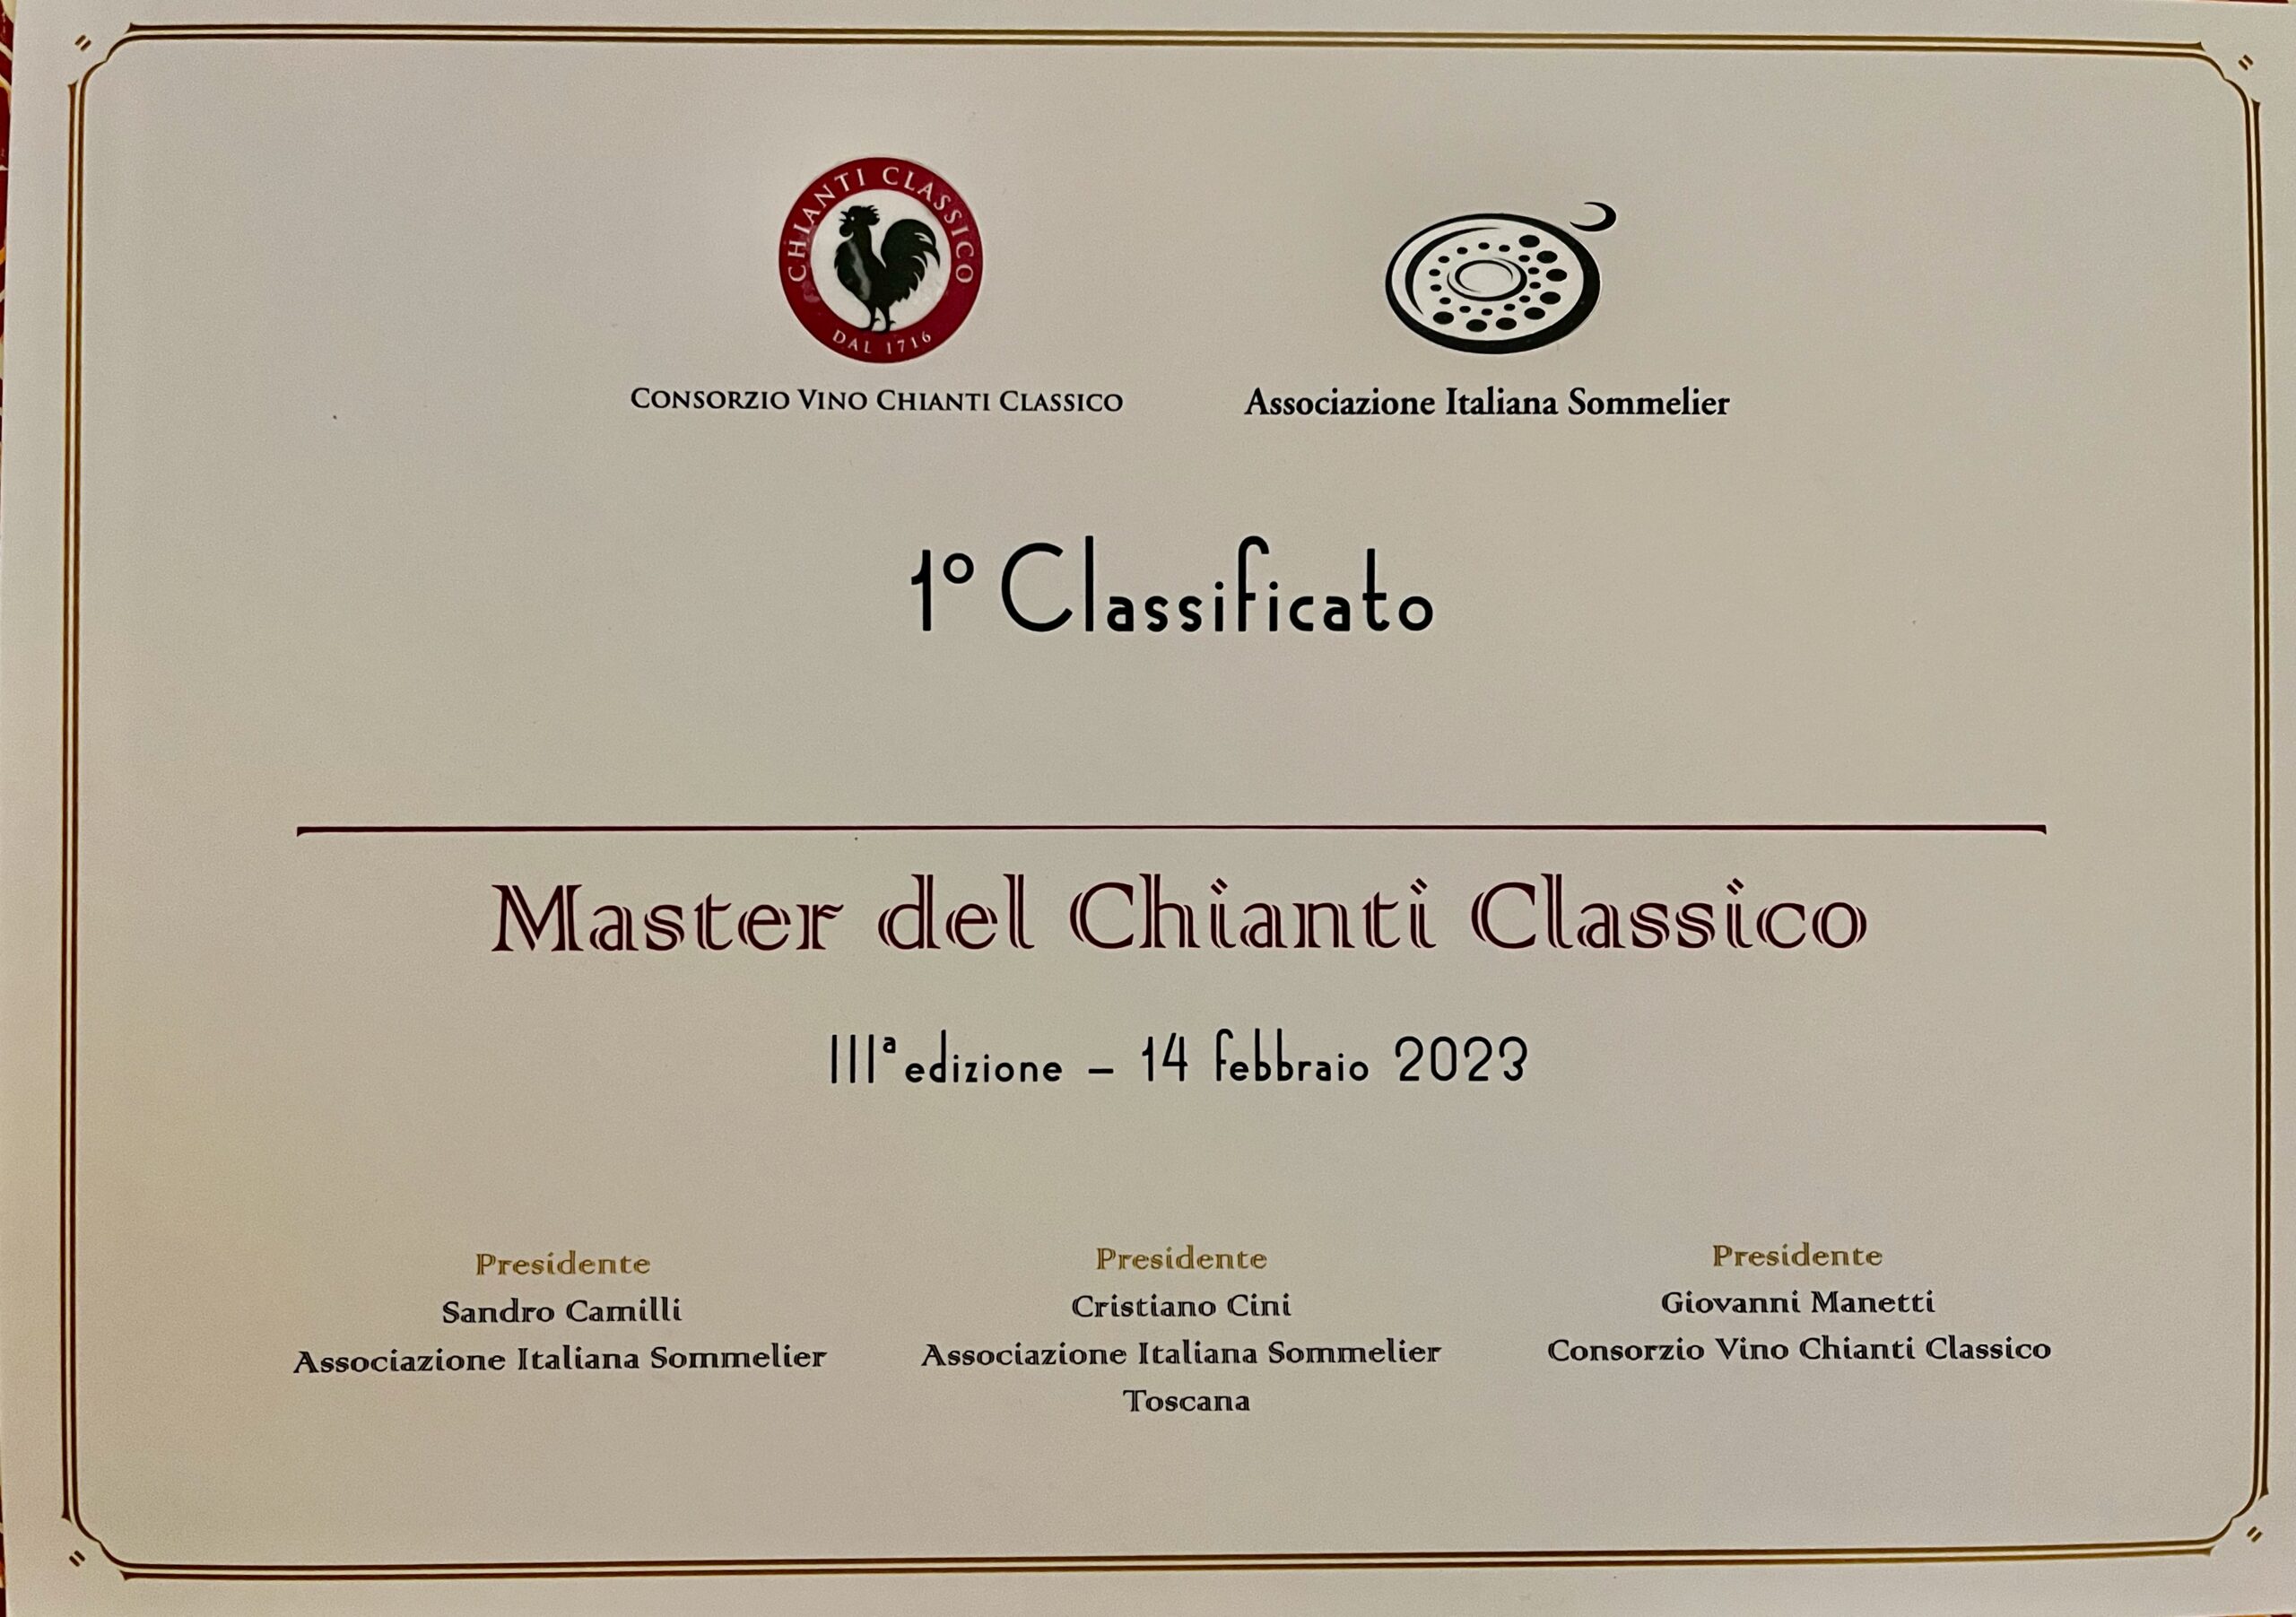 CHIANTI CLASSICO
DAL 1716
CONSORZIO VINO CHIANTI CLASSICO
Associazione Italiana Sommelier
1° Classificato
Master del Chianti Classico
IIIª edizione – 14 febbraio 2023
Presidente
Sandro Camilli
Associazione Italiana Sommelier
Presidente
Cristiano Cini
Associazione Italiana Sommelier
Toscana
Presidente
Giovanni Manetti
Consorzio Vino Chianti Classico